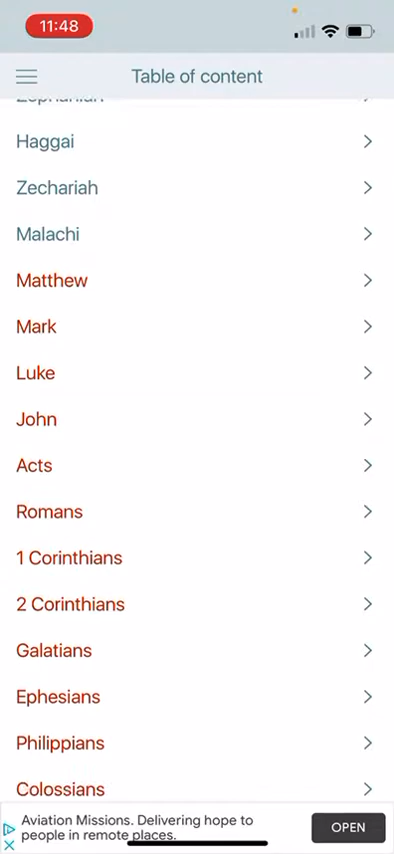 11:48
Table of content
Zephaniah
Haggai
Zechariah
Malachi
Matthew
Mark
Luke
John
Acts
Romans
1 Corinthians
2 Corinthians
Galatians
Ephesians
Philippians
Colossians
Aviation Missions. Delivering hope to
people in remote places.
OPEN